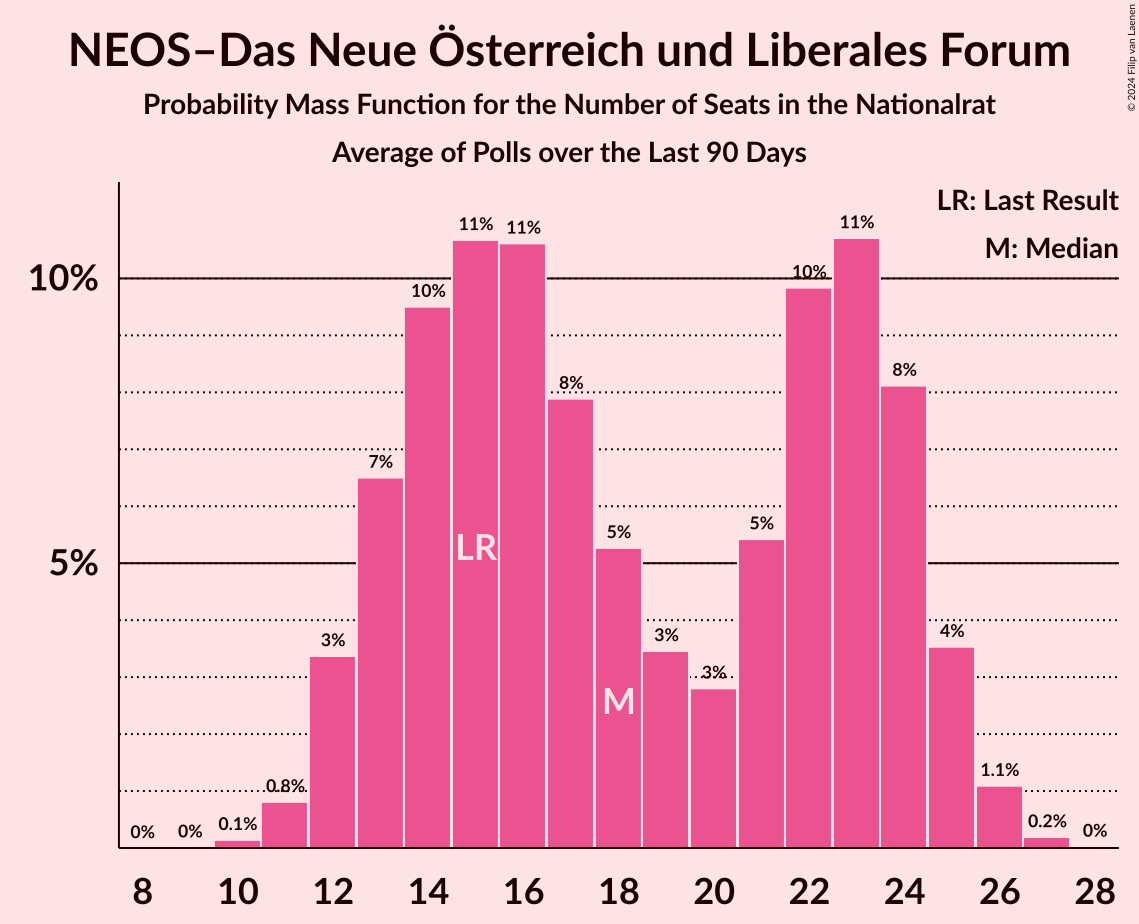 NEOS–Das Neue Österreich und Liberales Forum
Probability Mass Function for the Number of Seats in the Nationalrat
Average of Polls over the Last 90 Days
© 2024 Filip van Laenen
LR: Last Result
M: Median
10%
5%
0%
0%
0.1%
0.8%
3%
7%
10%
11%
11%
8%
5%
3%
3%
5%
10%
11%
8%
4%
1.1%
0.2%
0%
LR
M
8 10 12 14 16 18 20 22 24 26 28